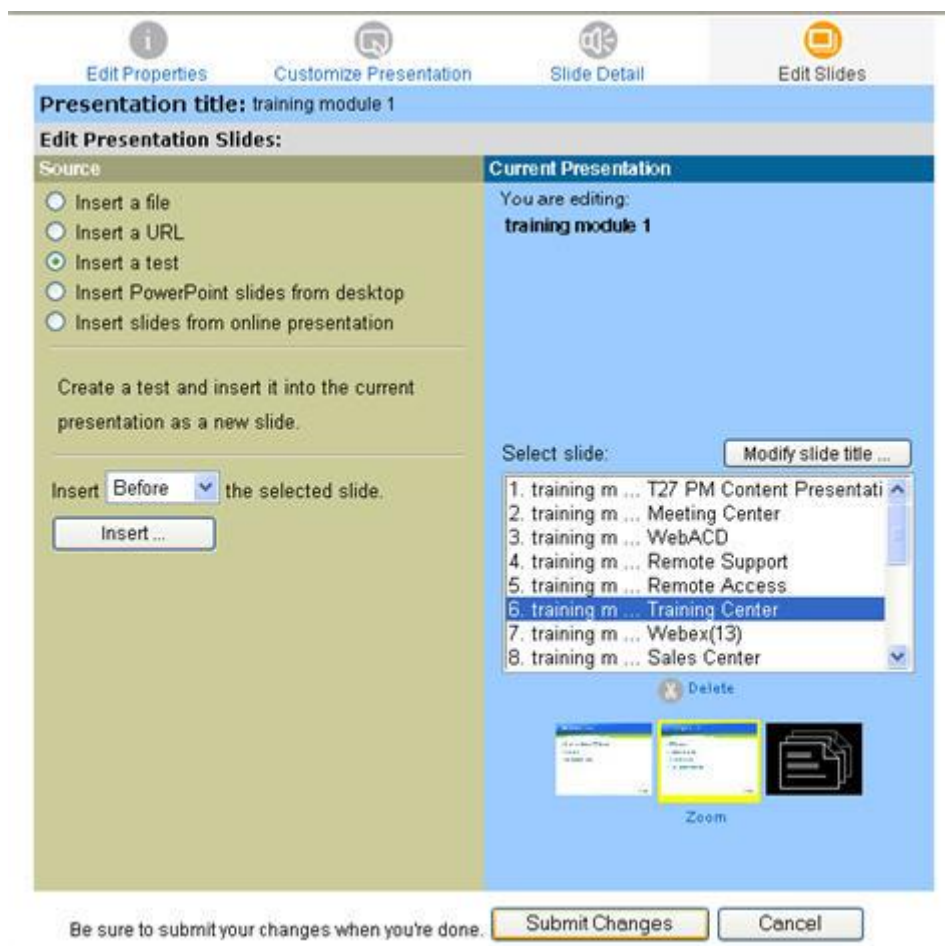 Edit Properties
Customize Presentation
Slide Detail
Edit Slides
Presentation title: training module 1
Edit Presentation Slides:
Source
Insert a file
Insert a URL
Insert a test
Insert PowerPoint slides from desktop
Insert slides from online presentation
Create a test and insert it into the current
presentation as a new slide.
Insert Before the selected slide.
Insert ...
Current Presentation
You are editing:
training module 1
Select slide:
Modify slide title ...
1. training m ... T27 PM Content Presentati
2. training m ... Meeting Center
3. training m ... WebACD
4. training m ... Remote Support
5. training m ... Remote Access
6. training m ... Training Center
7. training m ... Webex(13)
8. training m ... Sales Center
Delete
Zoom
Be sure to submit your changes when you're done.
Submit Changes
Cancel